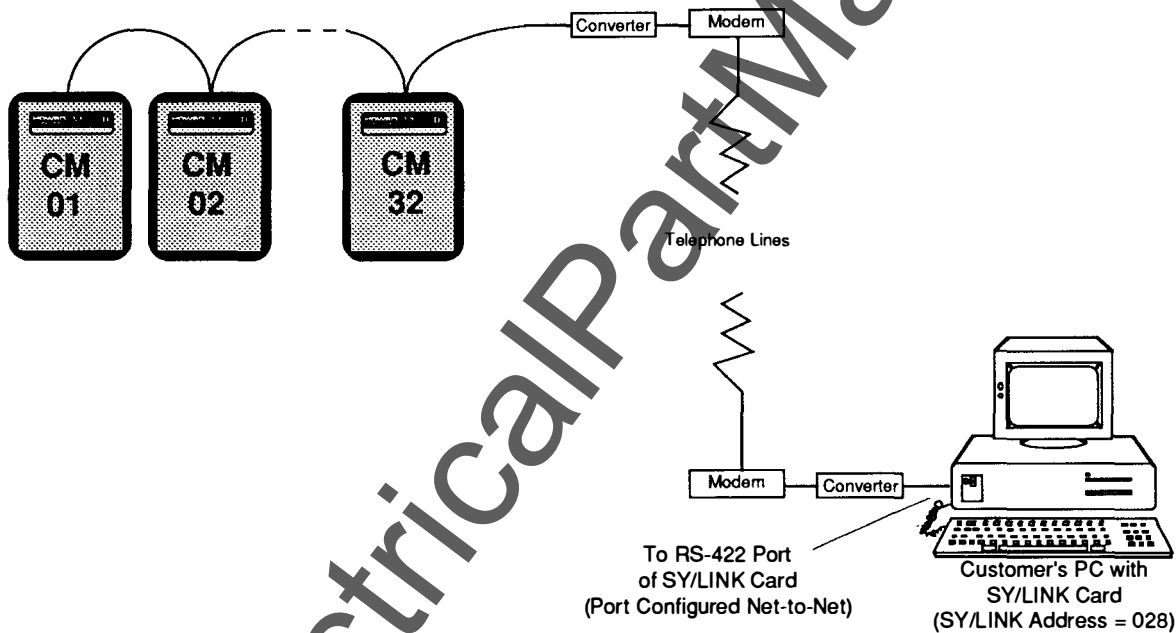 Converter
Modem
CM
01
CM
02
CM
32
Telephone Lines
Modem
Converter
To RS-422 Port
of SY/LINK Card
(Port Configured Net-to-Net)
Customer's PC with
SY/LINK Card
(SY/LINK Address = 028)
ctricalPartMa